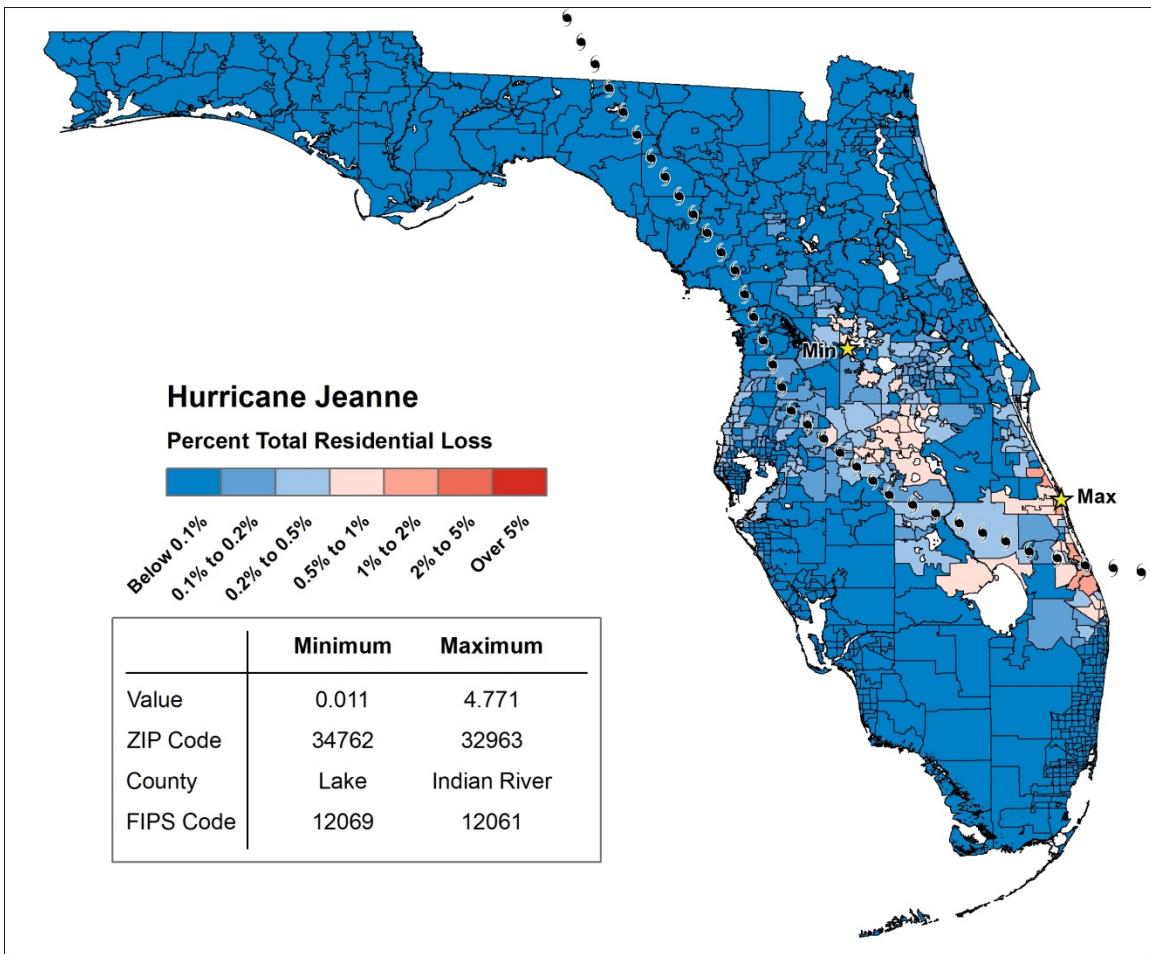 Min
Max
Hurricane Jeanne
Percent Total Residential Loss
Below 0.1%
0.1% to 0.2%
0.2% to 0.5%
0.5% to 1%
1% to 2%
2% to 5%
Over 5%
Minimum Maximum
Value 0.011 4.771
ZIP Code 34762 32963
County Lake Indian River
FIPS Code 12069 12061